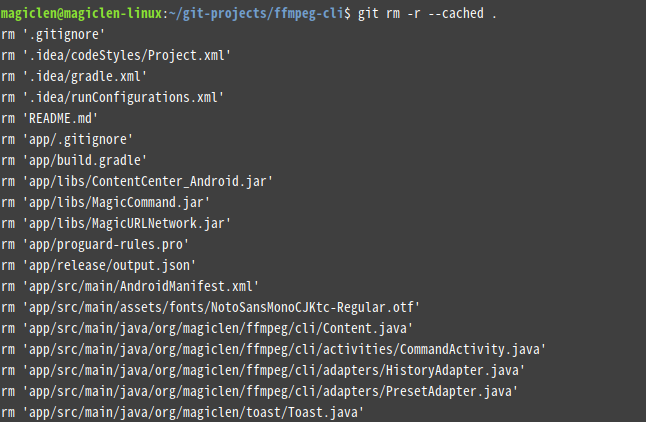 magiclen@magiclen-linux:~/git-projects/ffmpeg-cli$ git rm -r --cached .
rm '.gitignore'
rm '.idea/codeStyles/Project.xml'
rm '.idea/gradle.xml'
rm '.idea/runConfigurations.xml'
rm 'README.md'
rm 'app/.gitignore'
rm 'app/build.gradle'
rm 'app/libs/ContentCenter_Android.jar'
rm 'app/libs/MagicCommand.jar'
rm 'app/libs/MagicURLNetwork.jar'
rm 'app/proguard-rules.pro'
rm 'app/release/output.json'
rm 'app/src/main/AndroidManifest.xml'
rm 'app/src/main/assets/fonts/NotoSansMonoCJKtc-Regular.otf'
rm 'app/src/main/java/org/magiclen/ffmpeg/cli/Content.java'
rm 'app/src/main/java/org/magiclen/ffmpeg/cli/activities/CommandActivity.java'
rm 'app/src/main/java/org/magiclen/ffmpeg/cli/adapters/HistoryAdapter.java'
rm 'app/src/main/java/org/magiclen/ffmpeg/cli/adapters/PresetAdapter.java'
rm 'app/src/main/java/org/magiclen/toast/Toast.java'